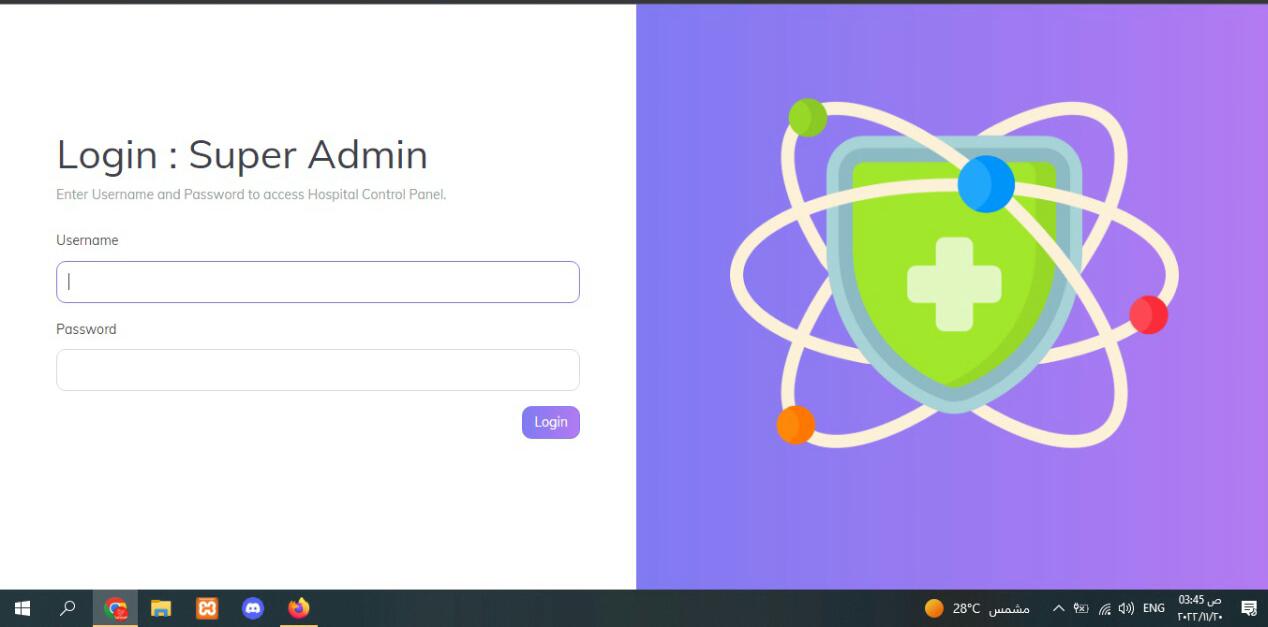 Login : Super Admin
Enter Username and Password to access Hospital Control Panel.
Username
Password
Login
28°C مشمس
ENG
03:45 ص
٢٠٢٢/١١/٢٠